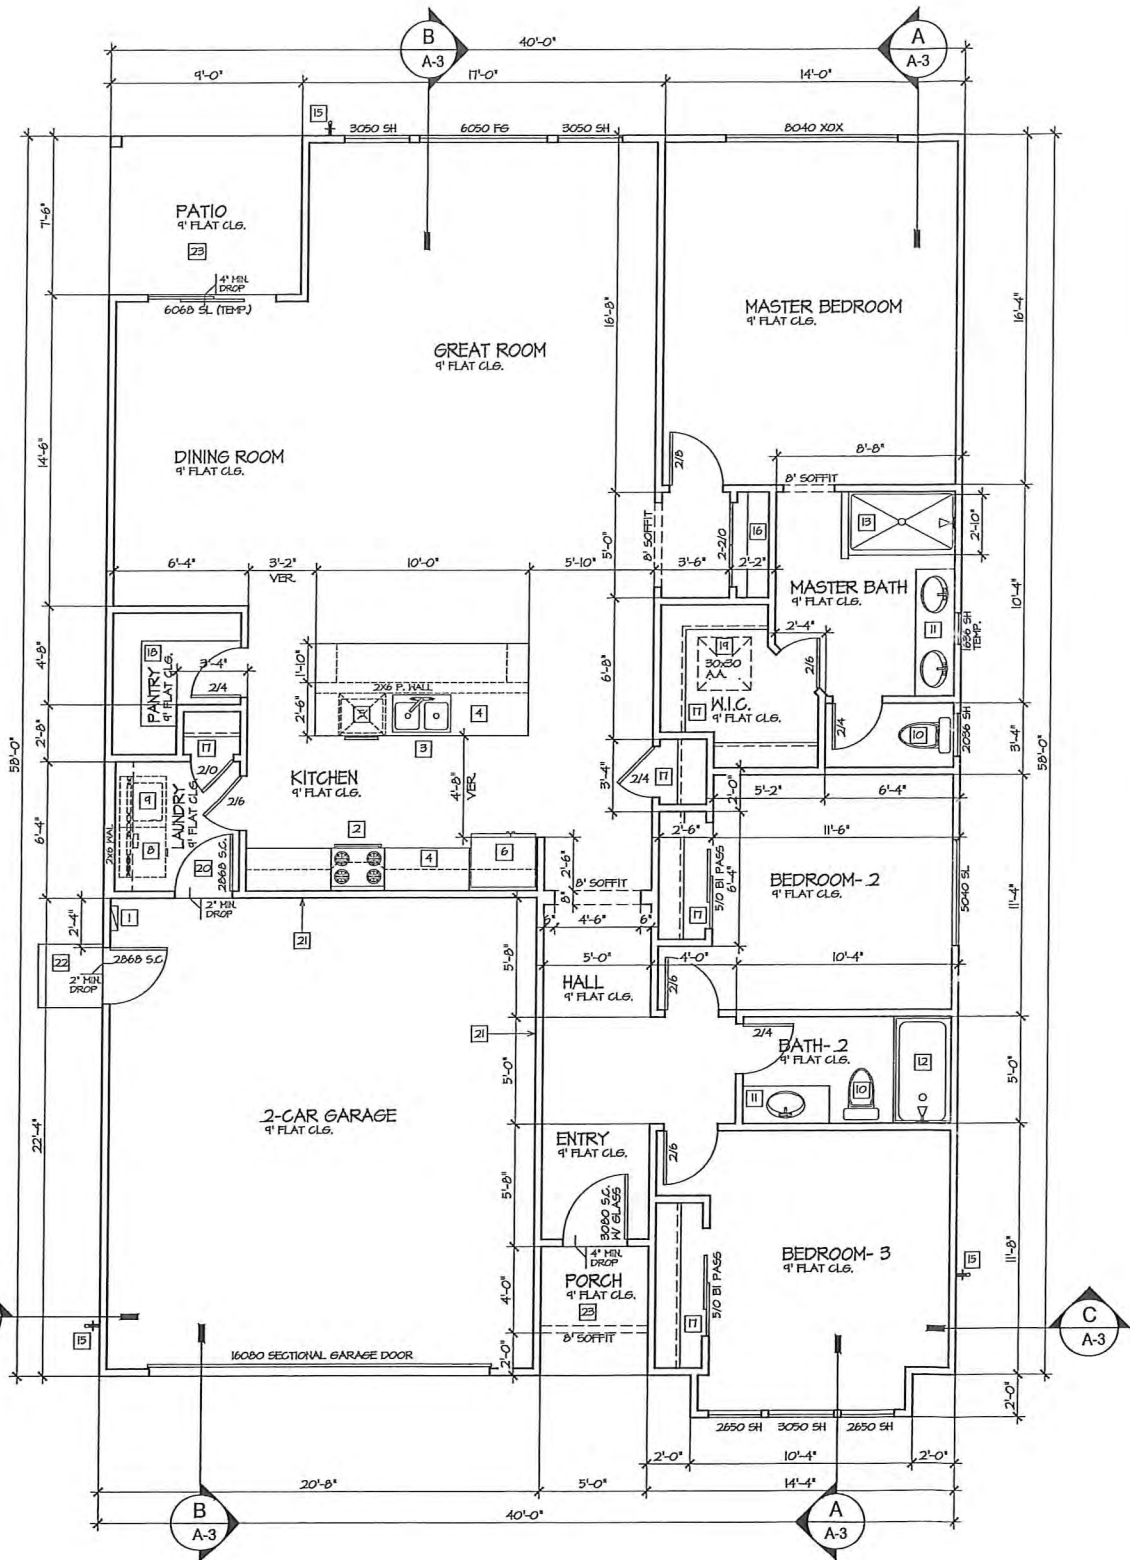 B
A-3
A
A-3
40'-0"
9'-0"
17'-0"
14'-0"
15
3050 SH
6050 FG
3050 SH
8040 XOX
7'-6"
PATIO
9' FLAT CLG.
23
4" MIN.
DROP
6068 SL (TEMP.)
16'-8"
16'-4"
MASTER BEDROOM
9' FLAT CLG.
GREAT ROOM
9' FLAT CLG.
DINING ROOM
9' FLAT CLG.
14'-6"
2/8
8'-8"
8' SOFFIT
16
13
2'-10"
5'-0"
8' SOFFIT
2-2/0
6'-4"
3'-2"
VER.
10'-0"
5'-10"
3'-6"
2'-2"
MASTER BATH
9' FLAT CLG.
10'-4"
11
1636 SH
TEMP.
2'-4"
4'-8"
18
3'-4"
PANTRY
9' FLAT CLG.
2/4
1'-10"
2X6 P. WALL
2'-6"
5
4
3
6'-8"
19
30x30
A.A.
2/6
17
W.I.C.
9' FLAT CLG.
2/4
10
2036 SH
3'-4"
58'-0"
2'-8"
17
2/0
KITCHEN
9' FLAT CLG.
4'-8"
VER.
3'-4"
2/4
17
2'-0"
5'-2"
6'-4"
58'-0"
6'-4"
9
LAUNDRY
9' FLAT CLG.
2/6
2X6 WALL
8
20
2868 S.C.
2
4
6
2'-6"
8' SOFFIT
8"
2'-6"
11'-6"
5/0 BI PASS
6'-4"
BEDROOM- 2
9' FLAT CLG.
5040 SL
11'-4"
2" MIN.
DROP
2'-4"
1
21
6"
4'-6"
6"
17
22
2868 S.C.
2" MIN.
DROP
5'-8"
5'-0"
4'-0"
10'-4"
HALL
9' FLAT CLG.
2/6
21
2/4
BATH- 2
9' FLAT CLG.
12
5'-0"
5'-0"
11
10
2-CAR GARAGE
9' FLAT CLG.
22'-4"
ENTRY
9' FLAT CLG.
2/6
5'-8"
3080 S.C.
W/ GLASS
4" MIN.
DROP
BEDROOM- 3
9' FLAT CLG.
15
11'-8"
PORCH
9' FLAT CLG.
23
4'-0"
5/0 BI PASS
17
8' SOFFIT
15
C
A-3
16080 SECTIONAL GARAGE DOOR
2'-0"
2'-0"
2650 SH
3050 SH
2650 SH
2'-0"
10'-4"
2'-0"
20'-8"
5'-0"
14'-4"
B
A-3
40'-0"
A
A-3